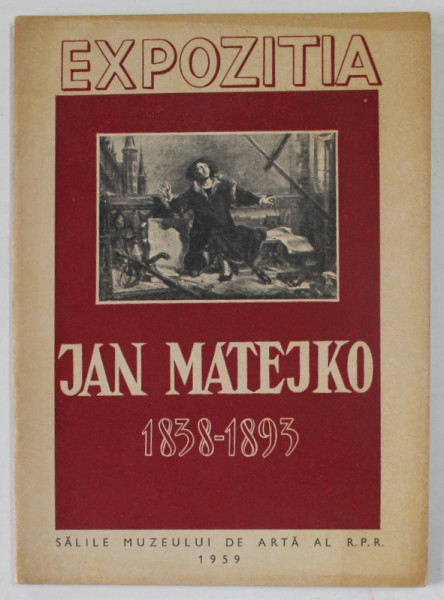 EXPOZITIA
JAN MATEJKO
1838-1893
SĂLILE MUZEULUI DE ARTĂ AL R.P.R.
1959